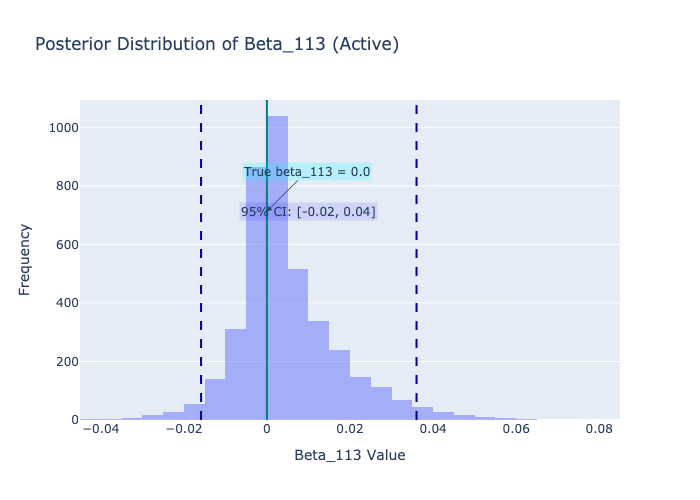 Posterior Distribution of Beta_113 (Active)
1000
800
600
400
200
0
Frequency
True beta_113 = 0.0
95% CI: [-0.02, 0.04]
−0.04
−0.02
0
0.02
0.04
0.06
0.08
Beta_113 Value